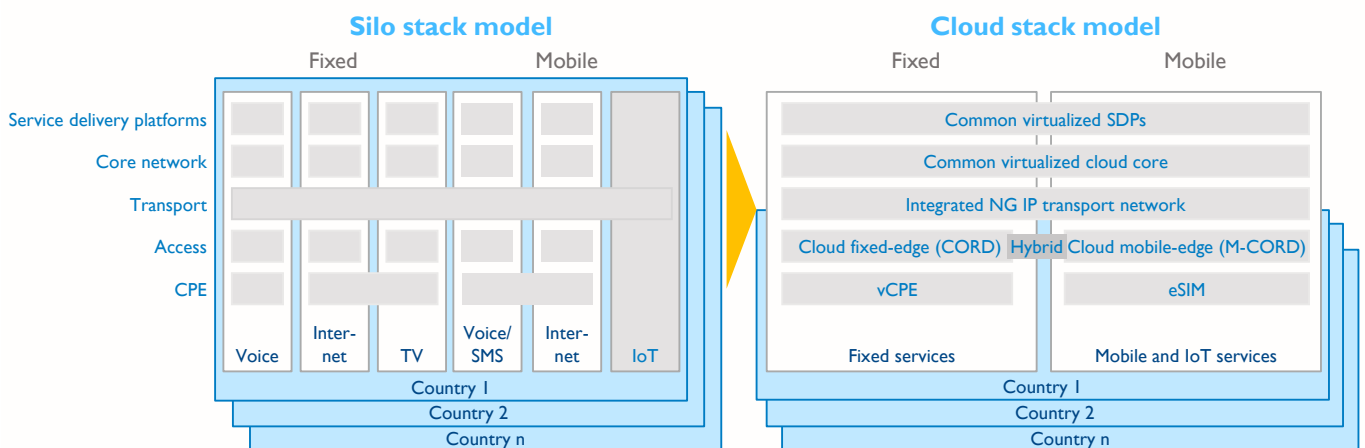 Silo stack model
Cloud stack model
Fixed
Mobile
Fixed
Mobile
Service delivery platforms
Common virtualized SDPs
Core network
Common virtualized cloud core
Transport
Integrated NG IP transport network
Access
Cloud fixed-edge (CORD)
Hybrid
Cloud mobile-edge (M-CORD)
CPE
vCPE
eSIM
Voice
Inter-
net
TV
Voice/
SMS
Inter-
net
IoT
Fixed services
Mobile and IoT services
Country 1
Country 2
Country n
Country 1
Country 2
Country n